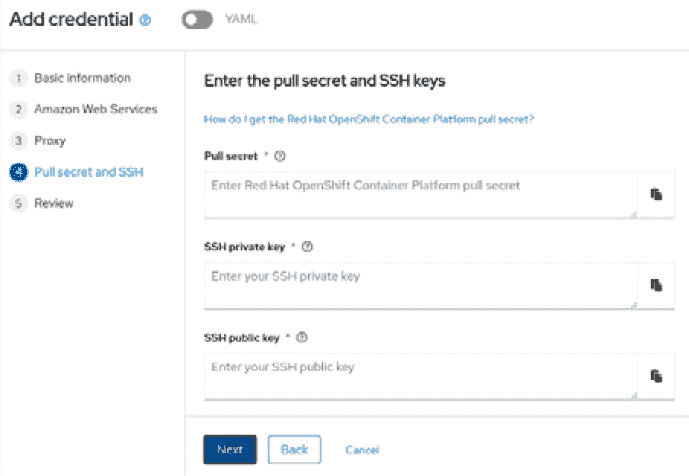 Add credential
YAML
1 Basic information
2 Amazon Web Services
3 Proxy
4 Pull secret and SSH
5 Review
Enter the pull secret and SSH keys
How do I get the Red Hat OpenShift Container Platform pull secret?
Pull secret *
Enter Red Hat OpenShift Container Platform pull secret
SSH private key *
Enter your SSH private key
SSH public key *
Enter your SSH public key
Next Back Cancel